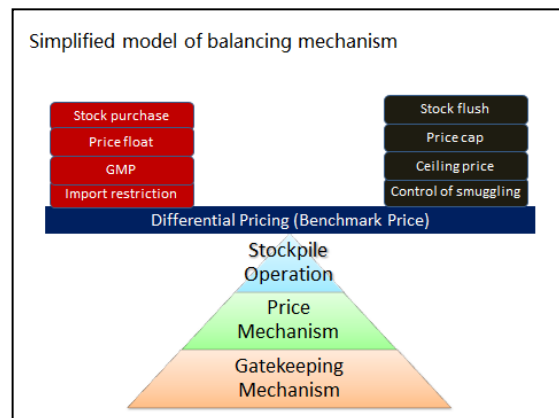 Simplified model of balancing mechanism
Stock purchase
Price float
GMP
Import restriction
Stock flush
Price cap
Ceiling price
Control of smuggling
Differential Pricing (Benchmark Price)
Stockpile
Operation
Price
Mechanism
Gatekeeping
Mechanism